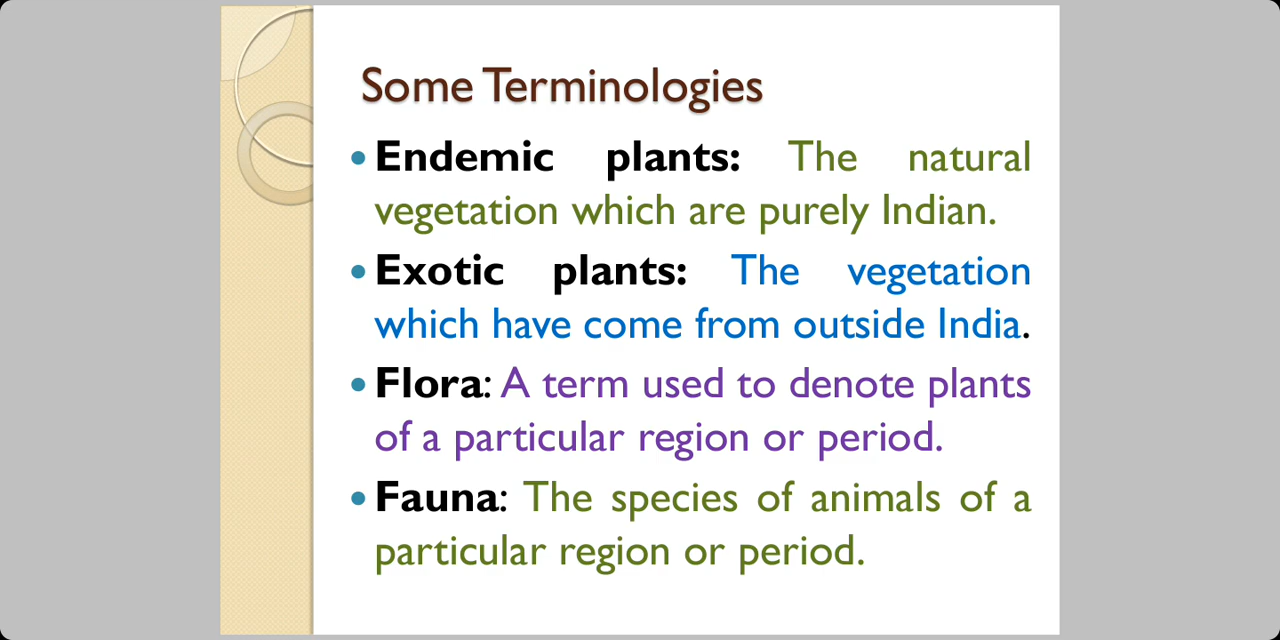 Some Terminologies
• Endemic plants: The natural
vegetation which are purely Indian.
• Exotic plants: The vegetation
which have come from outside India.
• Flora: A term used to denote plants
of a particular region or period.
• Fauna: The species of animals of a
particular region or period.